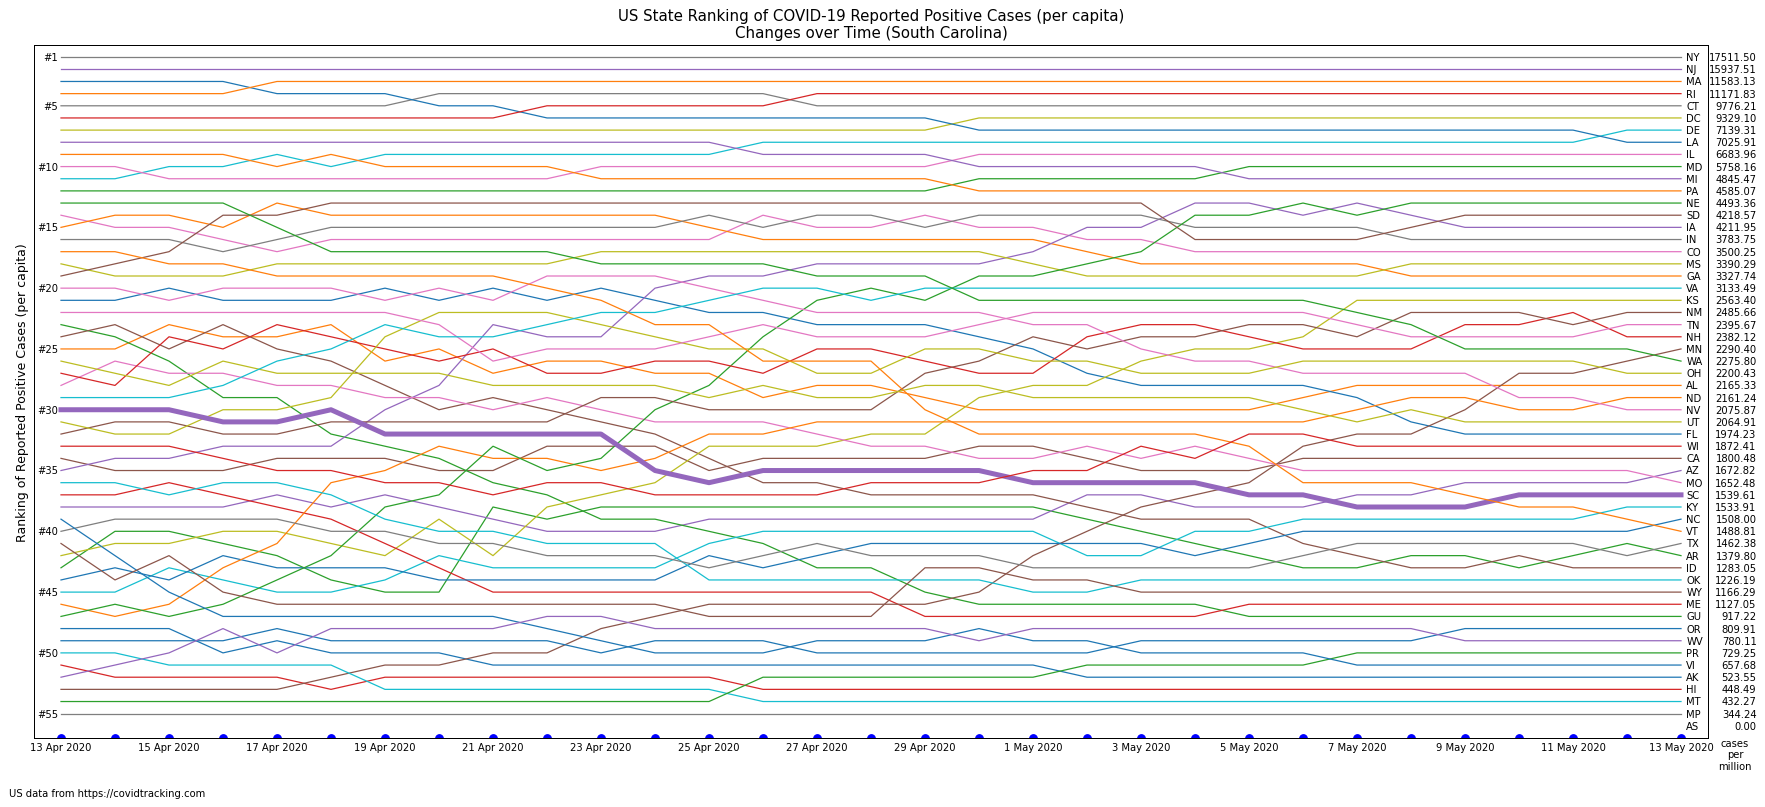 US State Ranking of COVID-19 Reported Positive Cases (per capita)
Changes over Time (South Carolina)
Ranking of Reported Positive Cases (per capita)
#1
#5
#10
#15
#20
#25
#30
#35
#40
#45
#50
#55
NY 17511.50
NJ 15937.51
MA 11583.13
RI 11171.83
CT 9776.21
DC 9329.10
DE 7139.31
LA 7025.91
IL 6683.96
MD 5758.16
MI 4845.47
PA 4585.07
NE 4493.36
SD 4218.57
IA 4211.95
IN 3783.75
CO 3500.25
MS 3390.29
GA 3327.74
VA 3133.49
KS 2563.40
NM 2485.66
TN 2395.67
NH 2382.12
MN 2290.40
WA 2275.80
OH 2200.43
AL 2165.33
ND 2161.24
NV 2075.87
UT 2064.91
FL 1974.23
WI 1872.41
CA 1800.48
AZ 1672.82
MO 1652.48
SC 1539.61
KY 1533.91
NC 1508.00
VT 1488.81
TX 1462.38
AR 1379.80
ID 1283.05
OK 1226.19
WY 1166.29
ME 1127.05
GU 917.22
OR 809.91
WV 780.11
PR 729.25
VI 657.68
AK 523.55
HI 448.49
MT 432.27
MP 344.24
AS 0.00
13 Apr 2020 15 Apr 2020 17 Apr 2020 19 Apr 2020 21 Apr 2020 23 Apr 2020 25 Apr 2020 27 Apr 2020 29 Apr 2020 1 May 2020 3 May 2020 5 May 2020 7 May 2020 9 May 2020 11 May 2020 13 May 2020
cases
per
million
US data from https://covidtracking.com